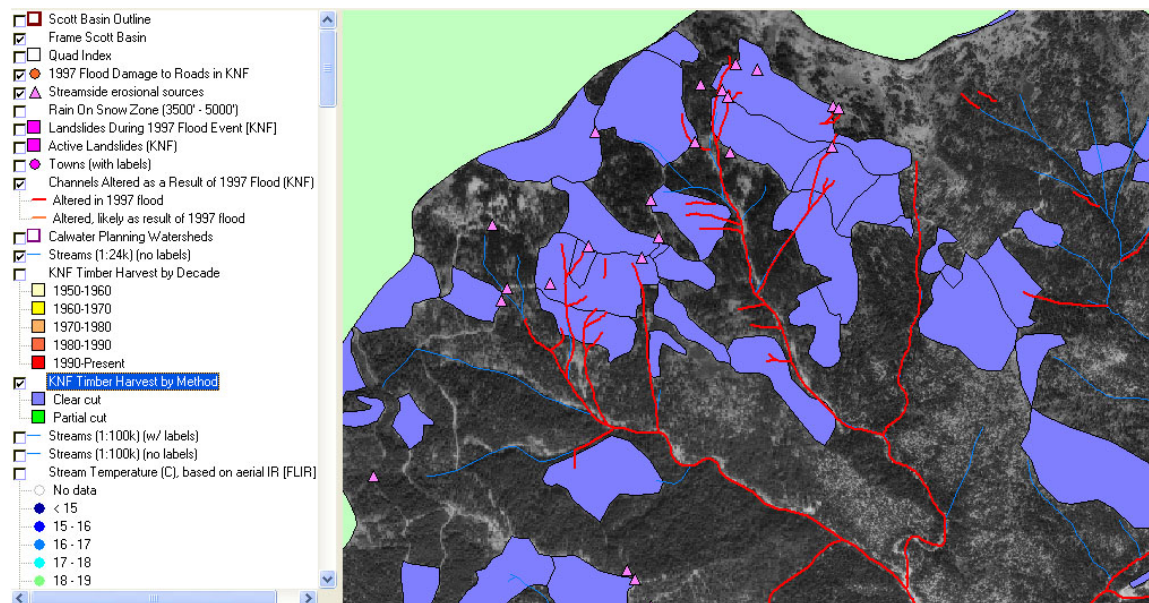 Scott Basin Outline
Frame Scott Basin
Quad Index
1997 Flood Damage to Roads in KNF
Streamside erosional sources
Rain On Snow Zone (3500' - 5000')
Landslides During 1997 Flood Event [KNF]
Active Landslides (KNF)
Towns (with labels)
Channels Altered as a Result of 1997 Flood (KNF)
Altered in 1997 flood
Altered, likely as result of 1997 flood
Calwater Planning Watersheds
Streams (1:24k) (no labels)
KNF Timber Harvest by Decade
1950-1960
1960-1970
1970-1980
1980-1990
1990-Present
KNF Timber Harvest by Method
Clear cut
Partial cut
Streams (1:100k) (w/ labels)
Streams (1:100k) (no labels)
Stream Temperature (C), based on aerial IR [FLIR]
No data
< 15
15 - 16
16 - 17
17 - 18
18 - 19